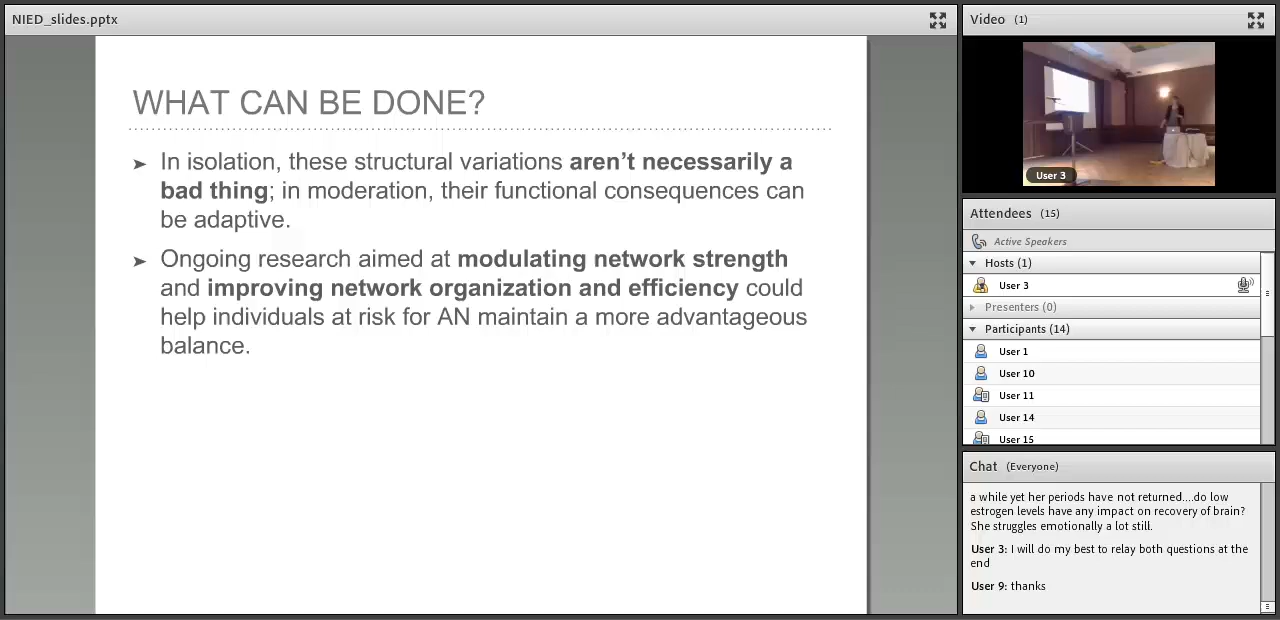 NIED_slides.pptx
WHAT CAN BE DONE?
➤ In isolation, these structural variations aren’t necessarily a
bad thing; in moderation, their functional consequences can
be adaptive.
➤ Ongoing research aimed at modulating network strength
and improving network organization and efficiency could
help individuals at risk for AN maintain a more advantageous
balance.
Video (1)
User 3
Attendees (15)
Active Speakers
Hosts (1)
User 3
Presenters (0)
Participants (14)
User 1
User 10
User 11
User 14
User 15
Chat (Everyone)
a while yet her periods have not returned....do low
estrogen levels have any impact on recovery of brain?
She struggles emotionally a lot still.
User 3: I will do my best to relay both questions at the
end
User 9: thanks